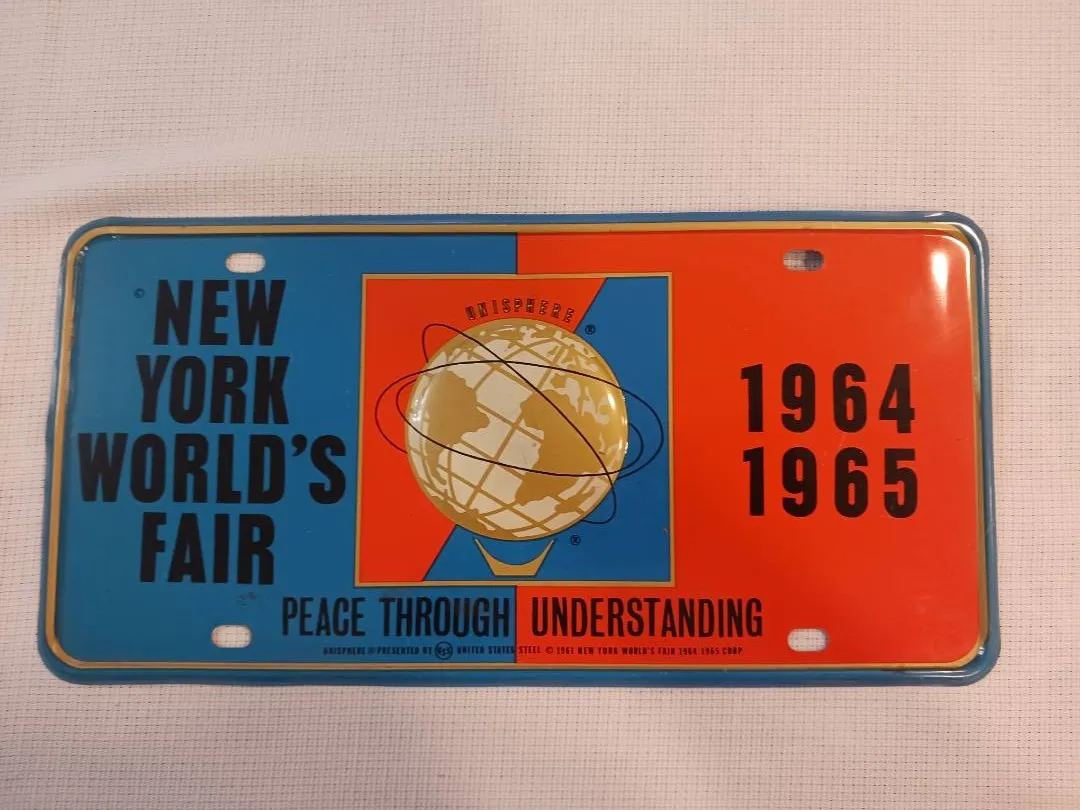 © NEW
YORK
WORLD'S
FAIR
UNISPHERE ®
®
1964
1965
PEACE THROUGH UNDERSTANDING
UNISPHERE ® PRESENTED BY USS UNITED STATES STEEL © 1961 NEW YORK WORLD'S FAIR 1964 1965 CORP.